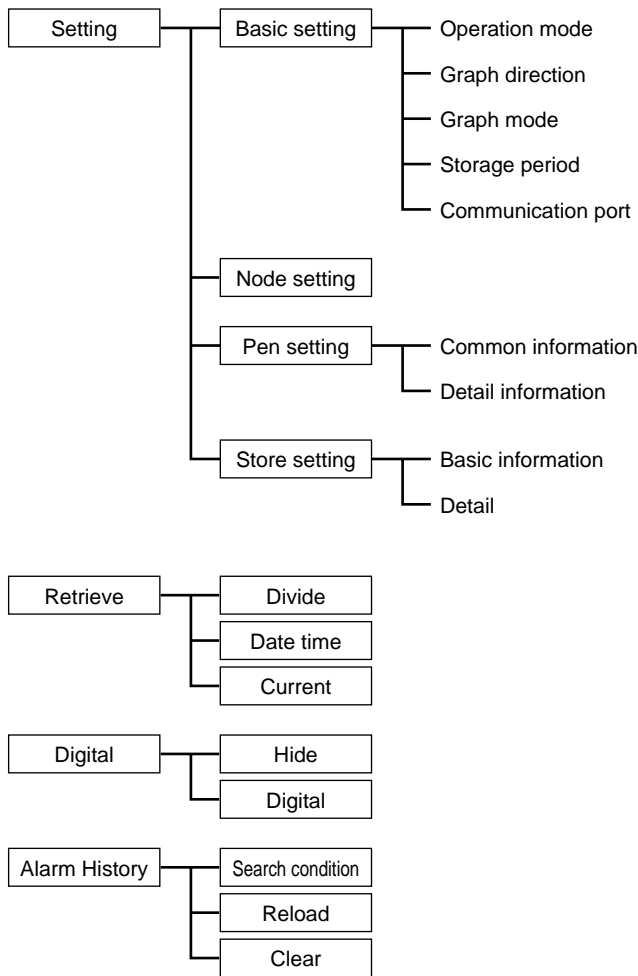 Setting
Basic setting
Operation mode
Graph direction
Graph mode
Storage period
Communication port
Node setting
Pen setting
Common information
Detail information
Store setting
Basic information
Detail
Retrieve
Divide
Date time
Current
Digital
Hide
Digital
Alarm History
Search condition
Reload
Clear